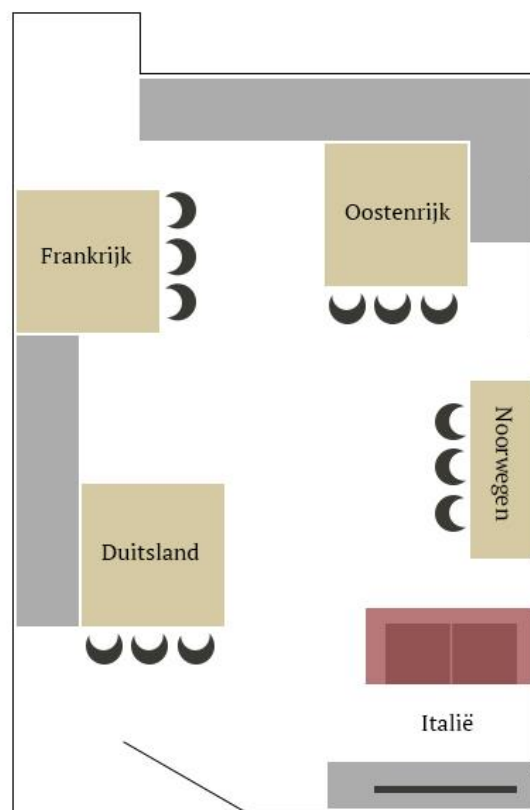 Oostenrijk
Frankrijk
Noorwegen
Duitsland
Italië